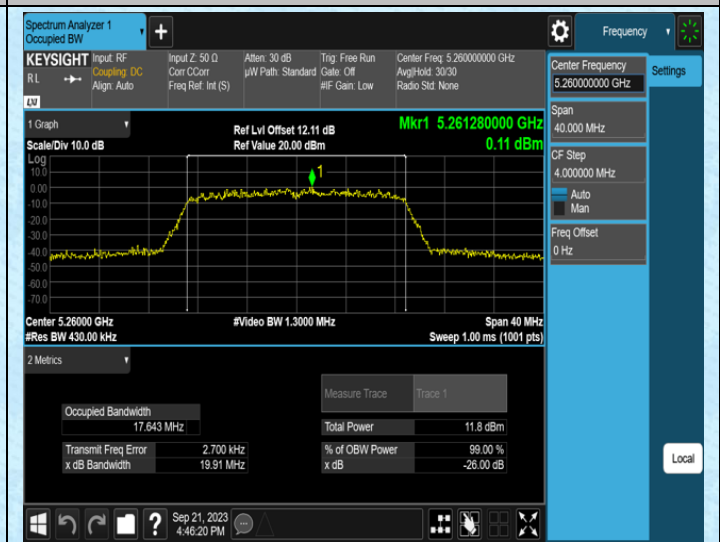 Spectrum Analyzer 1
Occupied BW
+
Frequency
KEYSIGHT Input: RF
R L
Coupling: DC
Align: Auto
LXI
Input Z: 50 Ω
Corr CCorr
Freq Ref: Int (S)
Atten: 30 dB
µW Path: Standard
Trig: Free Run
Gate: Off
#IF Gain: Low
Center Freq: 5.260000000 GHz
Avg|Hold: 30/30
Radio Std: None
Center Frequency
5.260000000 GHz
Settings
Span
40.000 MHz
CF Step
4.000000 MHz
Auto
Man
Freq Offset
0 Hz
1 Graph
Ref Lvl Offset 12.11 dB
Mkr1 5.261280000 GHz
Scale/Div 10.0 dB
Ref Value 20.00 dBm
0.11 dBm
Log
10.0
0.00
-10.0
-20.0
-30.0
-40.0
-50.0
-60.0
-70.0
1
Center 5.26000 GHz
#Video BW 1.3000 MHz
Span 40 MHz
#Res BW 430.00 kHz
Sweep 1.00 ms (1001 pts)
2 Metrics
Measure Trace
Trace 1
Occupied Bandwidth
17.643 MHz
Total Power
11.8 dBm
Transmit Freq Error
2.700 kHz
% of OBW Power
99.00 %
x dB Bandwidth
19.91 MHz
x dB
-26.00 dB
Local
?
Sep 21, 2023
4:46:20 PM